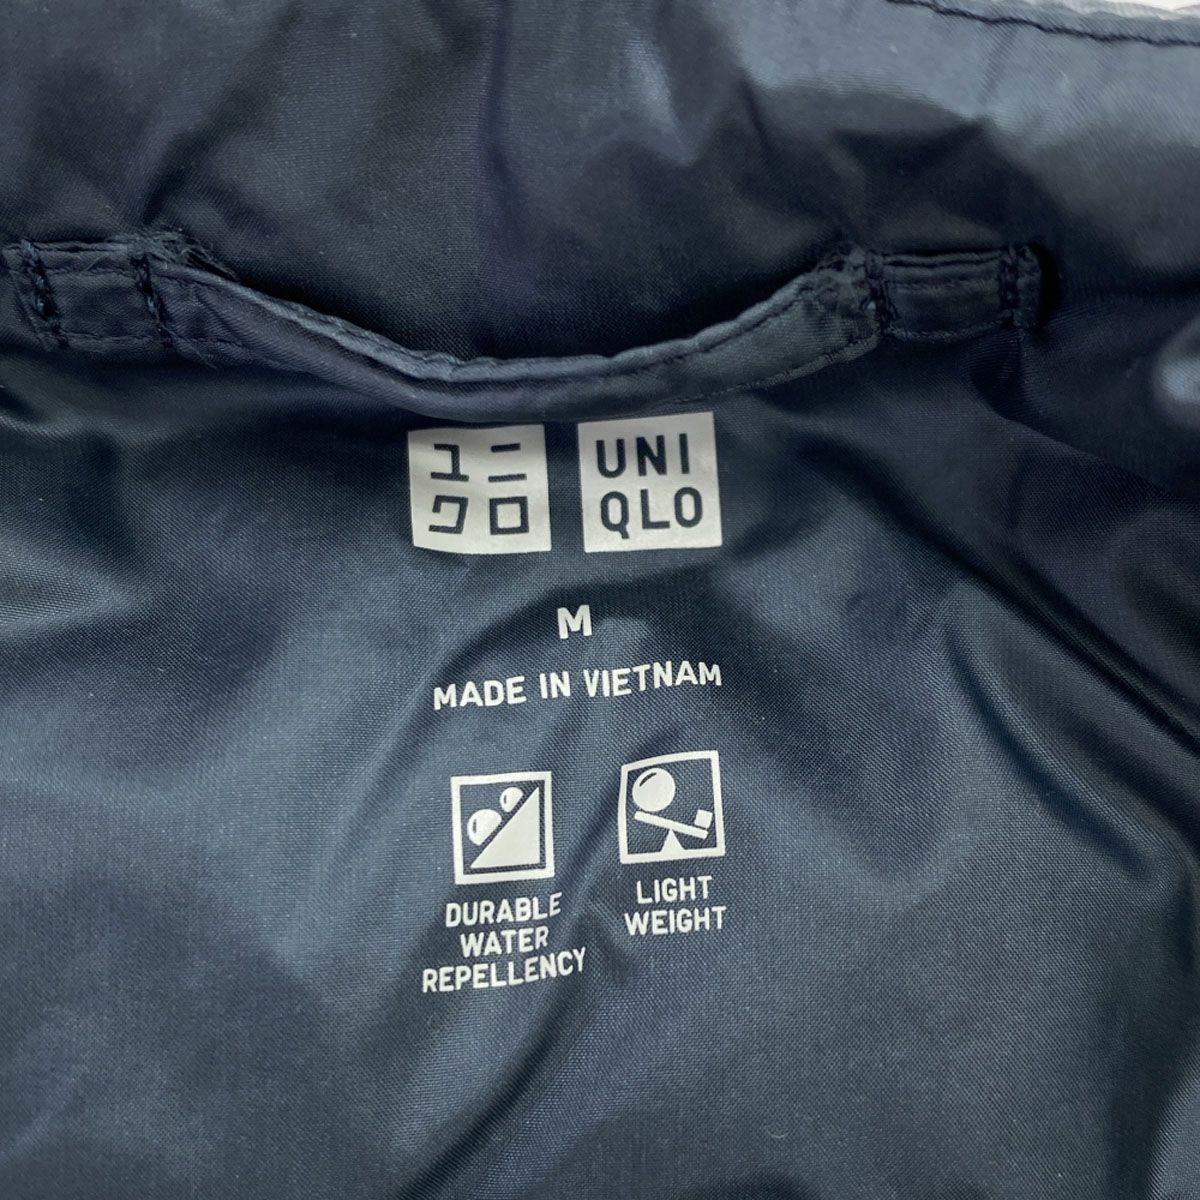 ユニ
クロ
UNI
QLO
M
MADE IN VIETNAM
DURABLE
WATER
REPELLENCY
LIGHT
WEIGHT